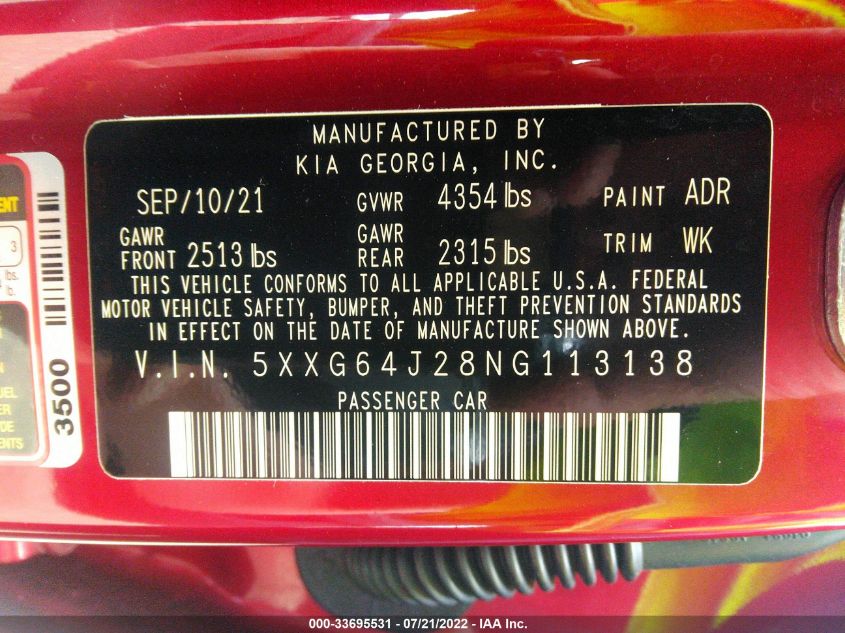 MANUFACTURED BY
KIA GEORGIA, INC.
SEP/10/21 GVWR 4354 lbs PAINT ADR
GAWR FRONT 2513 lbs GAWR REAR 2315 lbs TRIM WK
THIS VEHICLE CONFORMS TO ALL APPLICABLE U.S.A. FEDERAL
MOTOR VEHICLE SAFETY, BUMPER, AND THEFT PREVENTION STANDARDS
IN EFFECT ON THE DATE OF MANUFACTURE SHOWN ABOVE.
V.I.N. 5XXG64J28NG113138
PASSENGER CAR
3
lbs.
lb.
3500
000-33695531 - 07/21/2022 - IAA Inc.